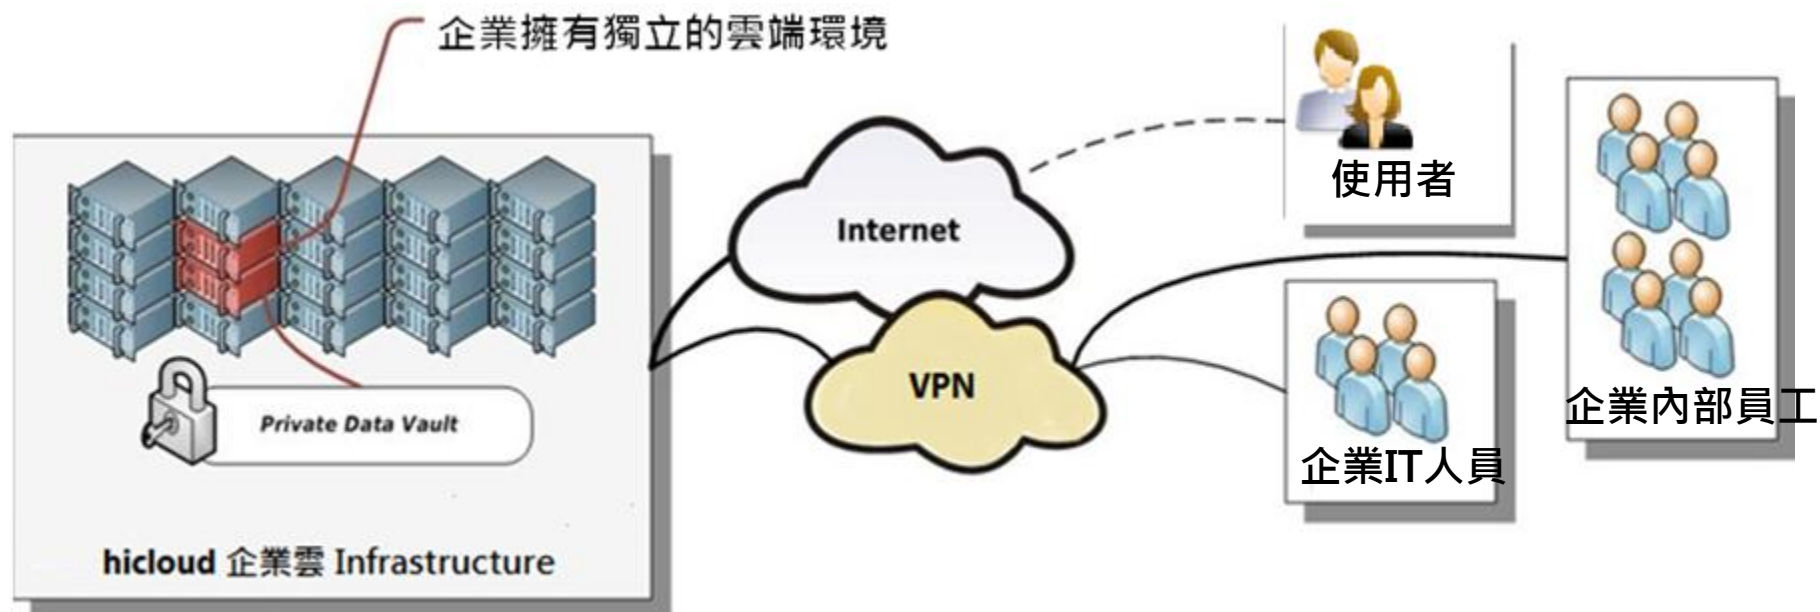 企業擁有獨立的雲端環境
使用者
Internet
VPN
企業內部員工
企業IT人員
Private Data Vault
hicloud 企業雲 Infrastructure